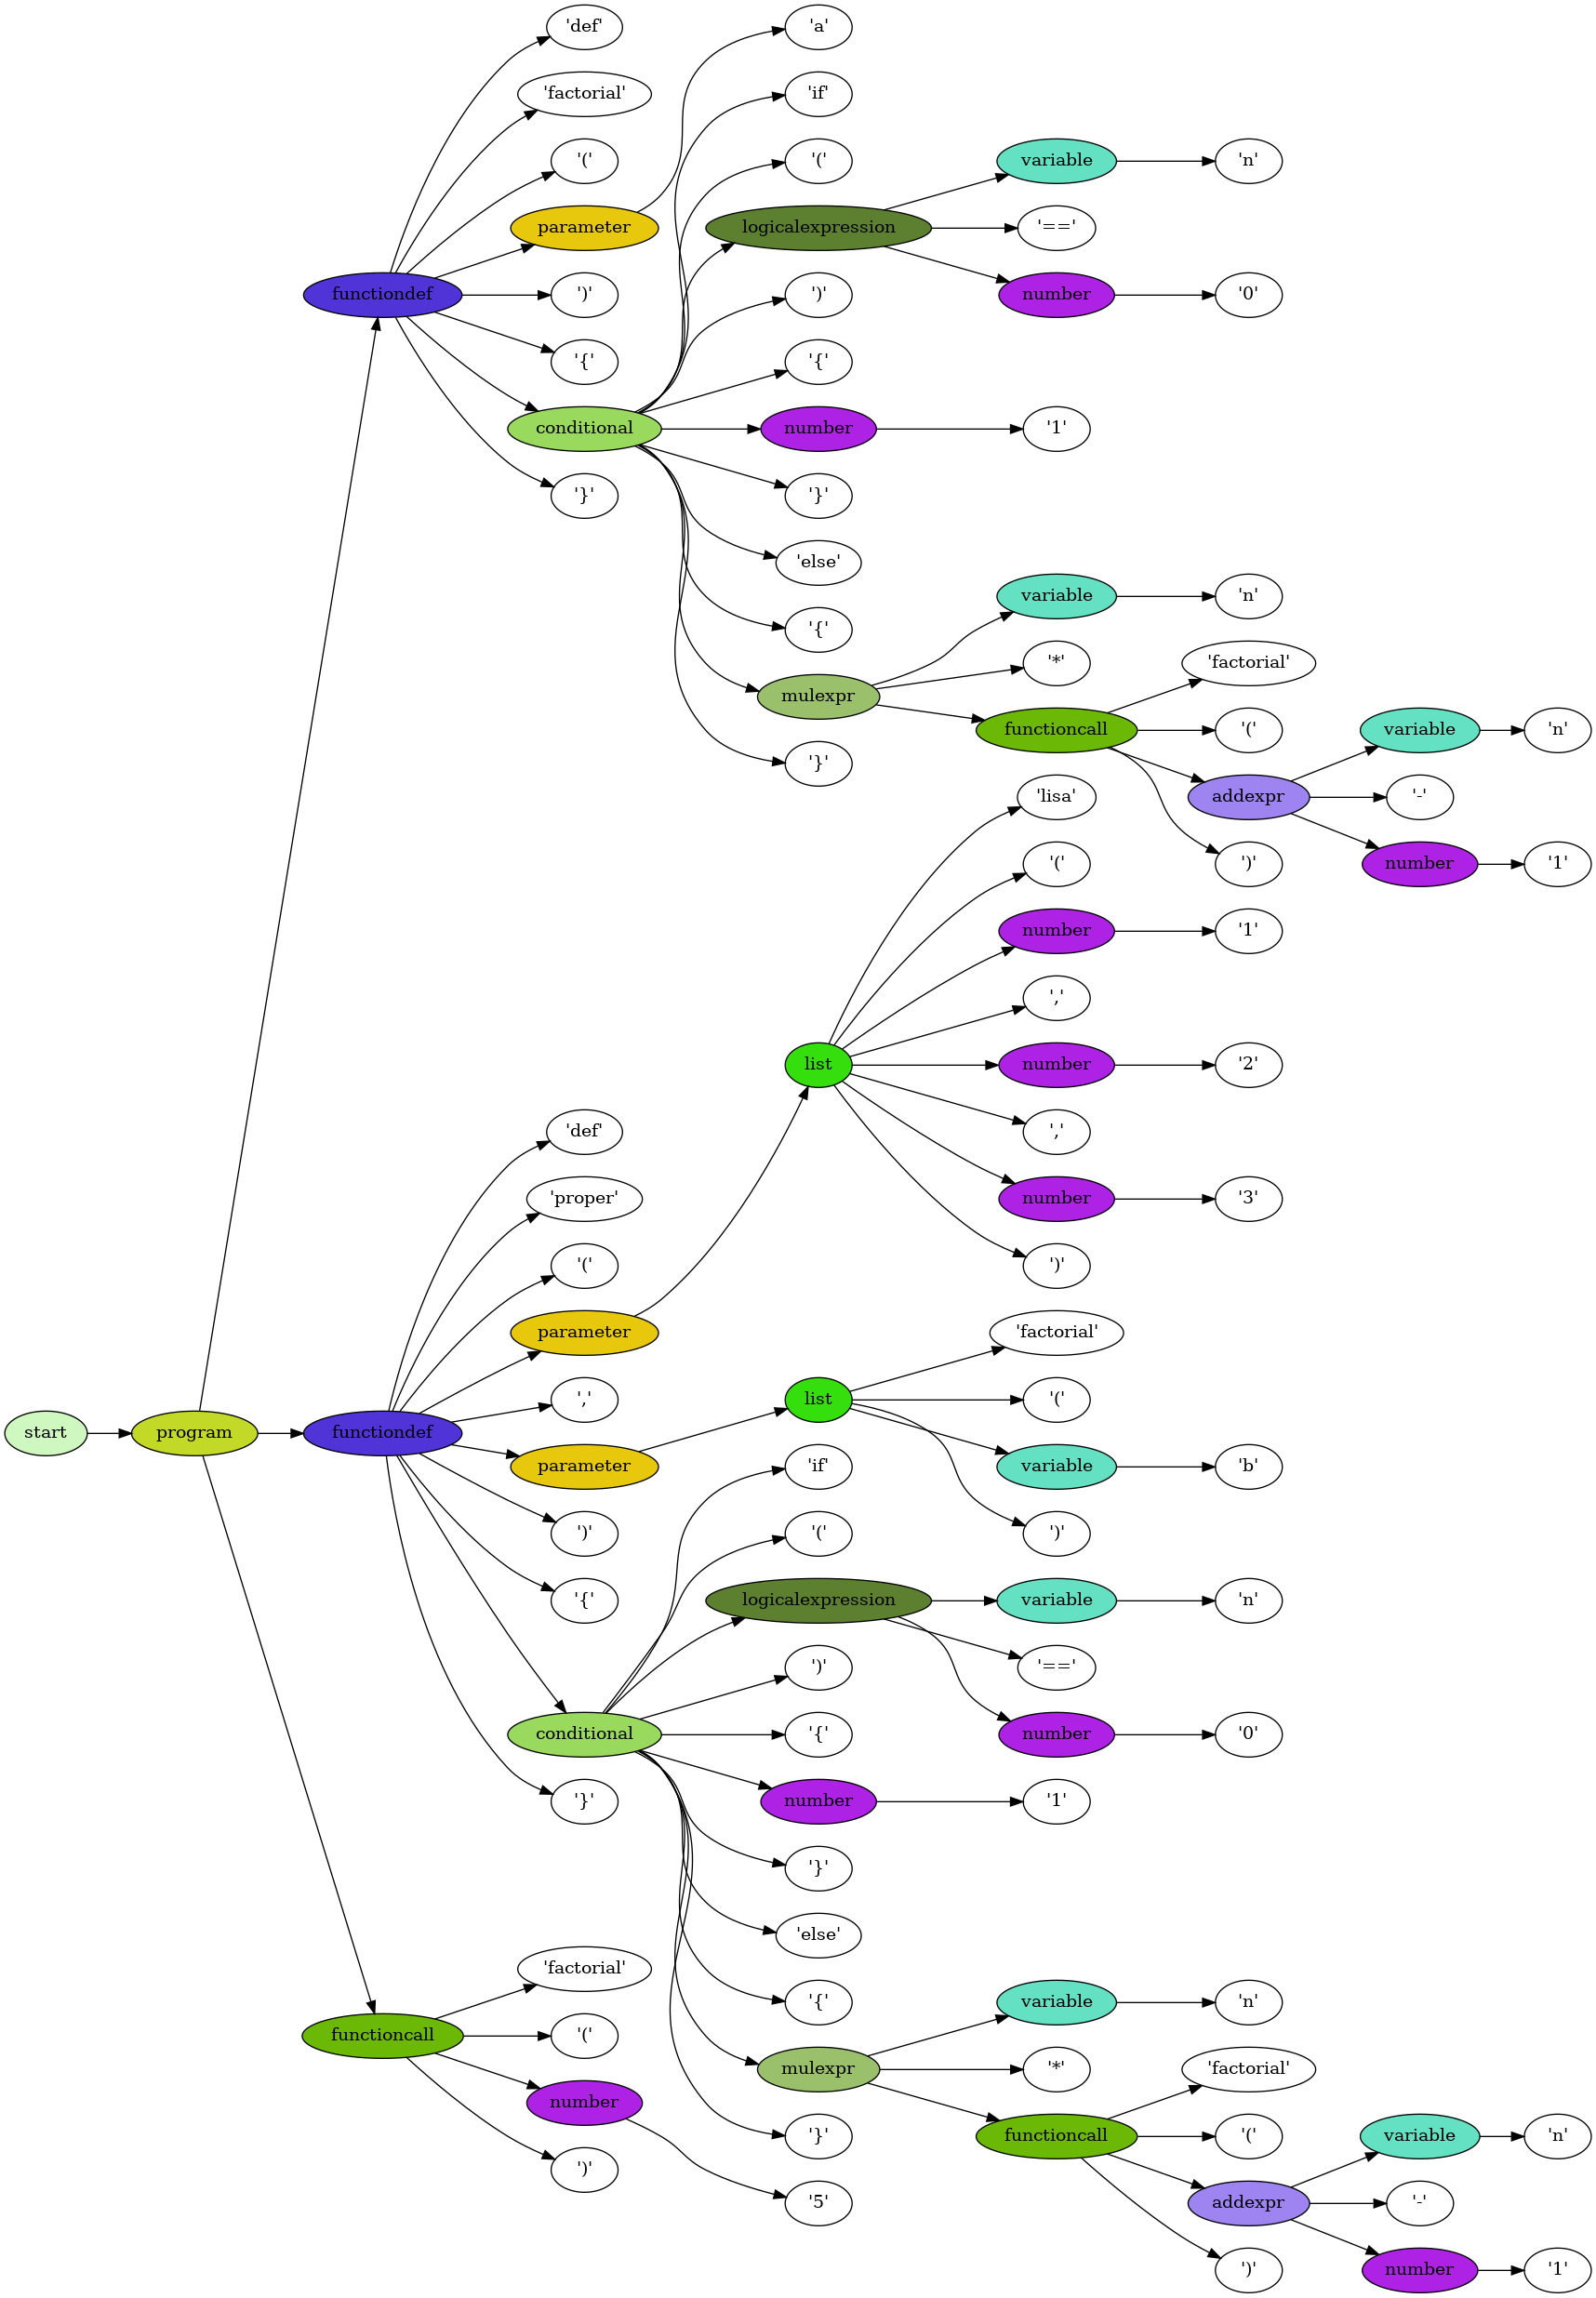 start
program
functiondef
'def'
'factorial'
'('
parameter
'a'
')'
'{'
conditional
'if'
'('
logicalexpression
variable
'n'
'=='
number
'0'
')'
'{'
number
'1'
'}'
'else'
'{'
mulexpr
variable
'n'
'*'
functioncall
'factorial'
'('
addexpr
variable
'n'
'-'
number
'1'
')'
'}'
'}'
functiondef
'def'
'proper'
'('
parameter
list
'lisa'
'('
number
'1'
','
number
'2'
','
number
'3'
')'
','
parameter
list
'factorial'
'('
variable
'b'
')'
')'
'{'
conditional
'if'
'('
logicalexpression
variable
'n'
'=='
number
'0'
')'
'{'
number
'1'
'}'
'else'
'{'
mulexpr
variable
'n'
'*'
functioncall
'factorial'
'('
addexpr
variable
'n'
'-'
number
'1'
')'
'}'
'}'
functioncall
'factorial'
'('
number
'5'
')'